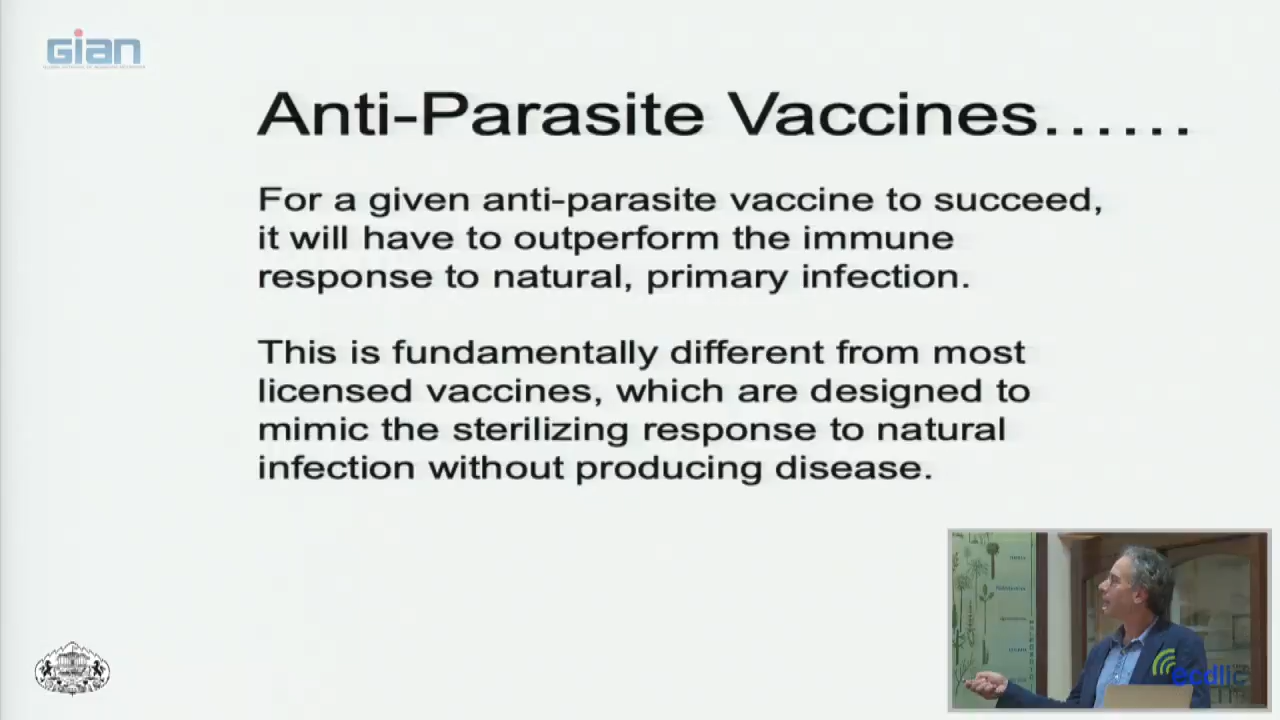 GIAN
Anti-Parasite Vaccines......
For a given anti-parasite vaccine to succeed,
it will have to outperform the immune
response to natural, primary infection.
This is fundamentally different from most
licensed vaccines, which are designed to
mimic the sterilizing response to natural
infection without producing disease.
ecdlic